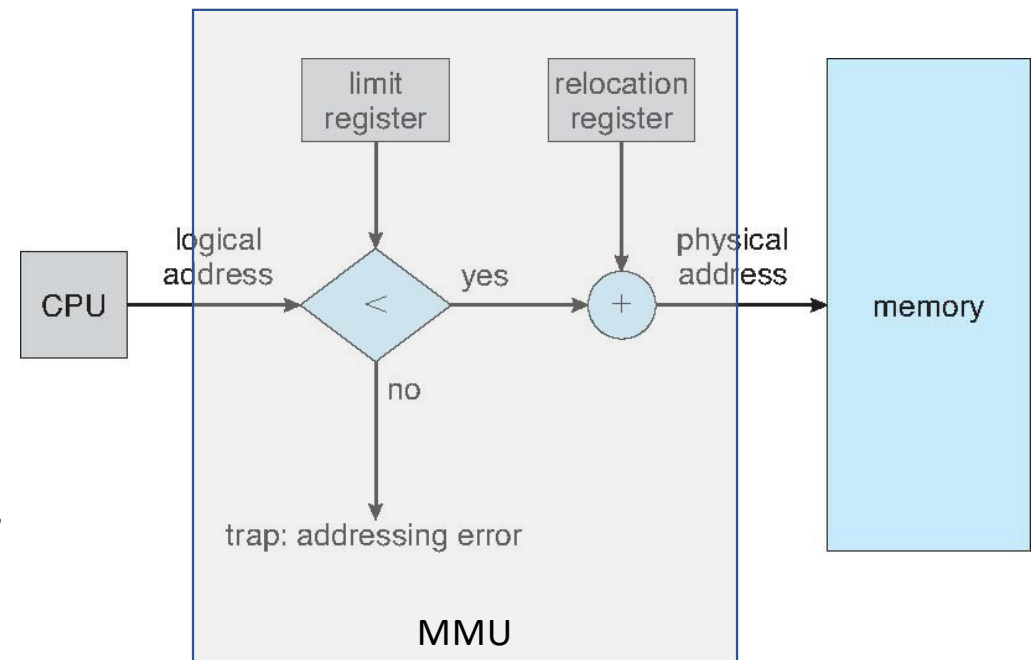 limit
register
relocation
register
logical
address
physical
address
CPU
<
yes
+
memory
no
trap: addressing error
MMU